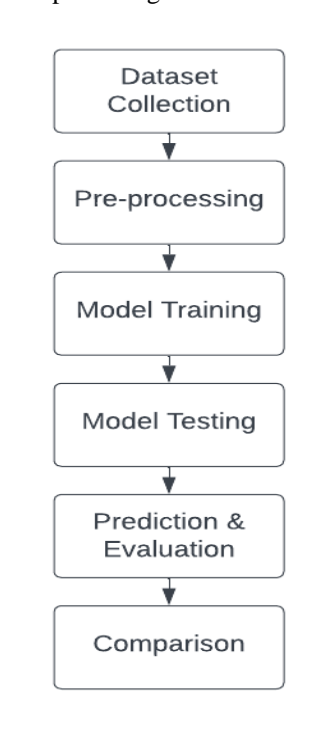 Dataset
Collection
Pre-processing
Model Training
Model Testing
Prediction &
Evaluation
Comparison